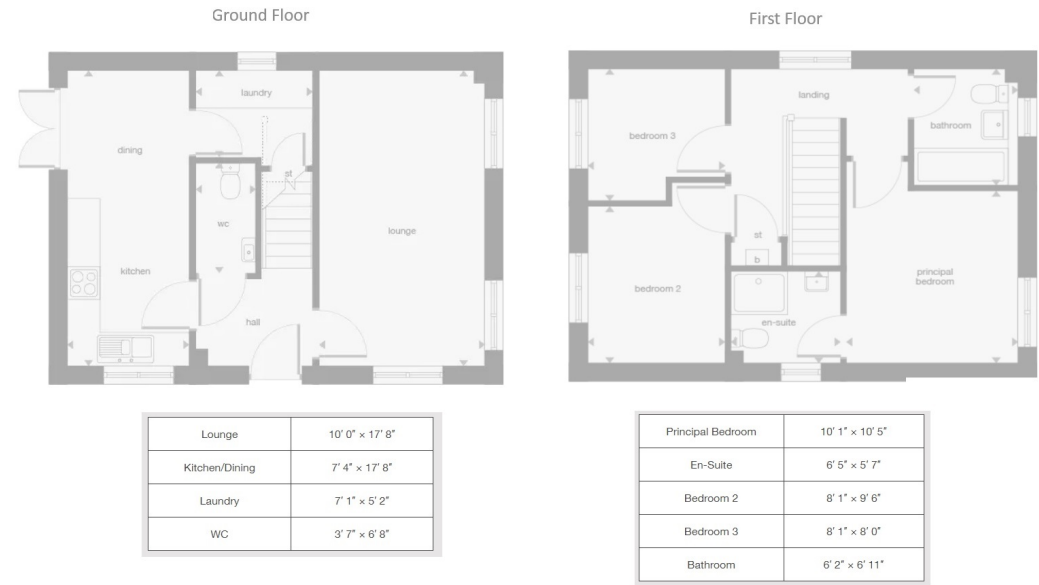 Ground Floor
laundry
dining
st
wc
lounge
kitchen
hall
Lounge 10' 0" × 17' 8"
Kitchen/Dining 7' 4" × 17' 8"
Laundry 7' 1" × 5' 2"
WC 3' 7" × 6' 8"
First Floor
landing
bedroom 3
bathroom
st
b
principal
bedroom
bedroom 2
en-suite
Principal Bedroom 10' 1" × 10' 5"
En-Suite 6' 5" × 5' 7"
Bedroom 2 8' 1" × 9' 6"
Bedroom 3 8' 1" × 8' 0"
Bathroom 6' 2" × 6' 11"